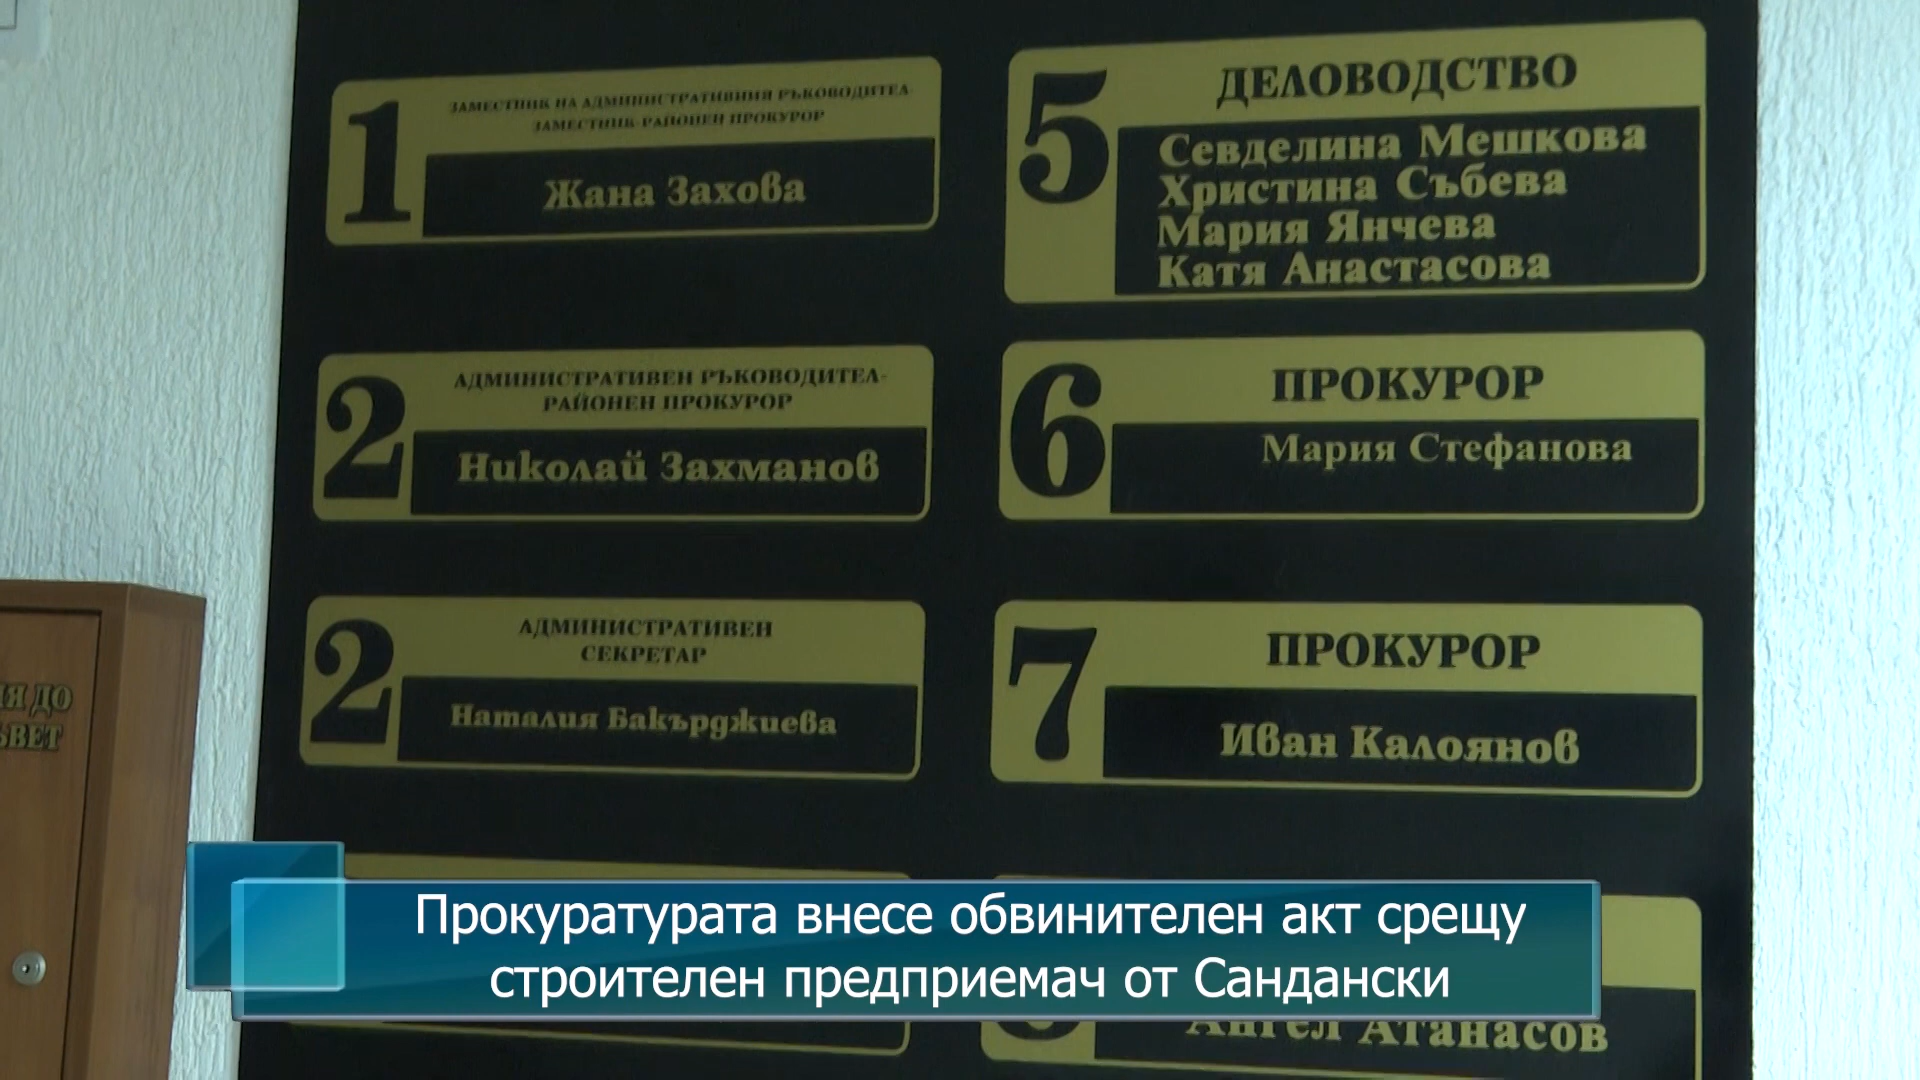 1
ЗАМЕСТНИК НА АДМИНИСТРАТИВНИЯ РЪКОВОДИТЕЛ-
ЗАМЕСТНИК-РАЙОНЕН ПРОКУРОР
Жана Захова
2
АДМИНИСТРАТИВЕН РЪКОВОДИТЕЛ-
РАЙОНЕН ПРОКУРОР
Николай Захманов
2
АДМИНИСТРАТИВЕН
СЕКРЕТАР
Наталия Бакърджиева
5
ДЕЛОВОДСТВО
Севделина Мешкова
Христина Събева
Мария Янчева
Катя Анастасова
6
ПРОКУРОР
Мария Стефанова
7
ПРОКУРОР
Иван Калоянов
Ангел Атанасов
ДО
Прокуратурата внесе обвинителен акт срещу
строителен предприемач от Сандански